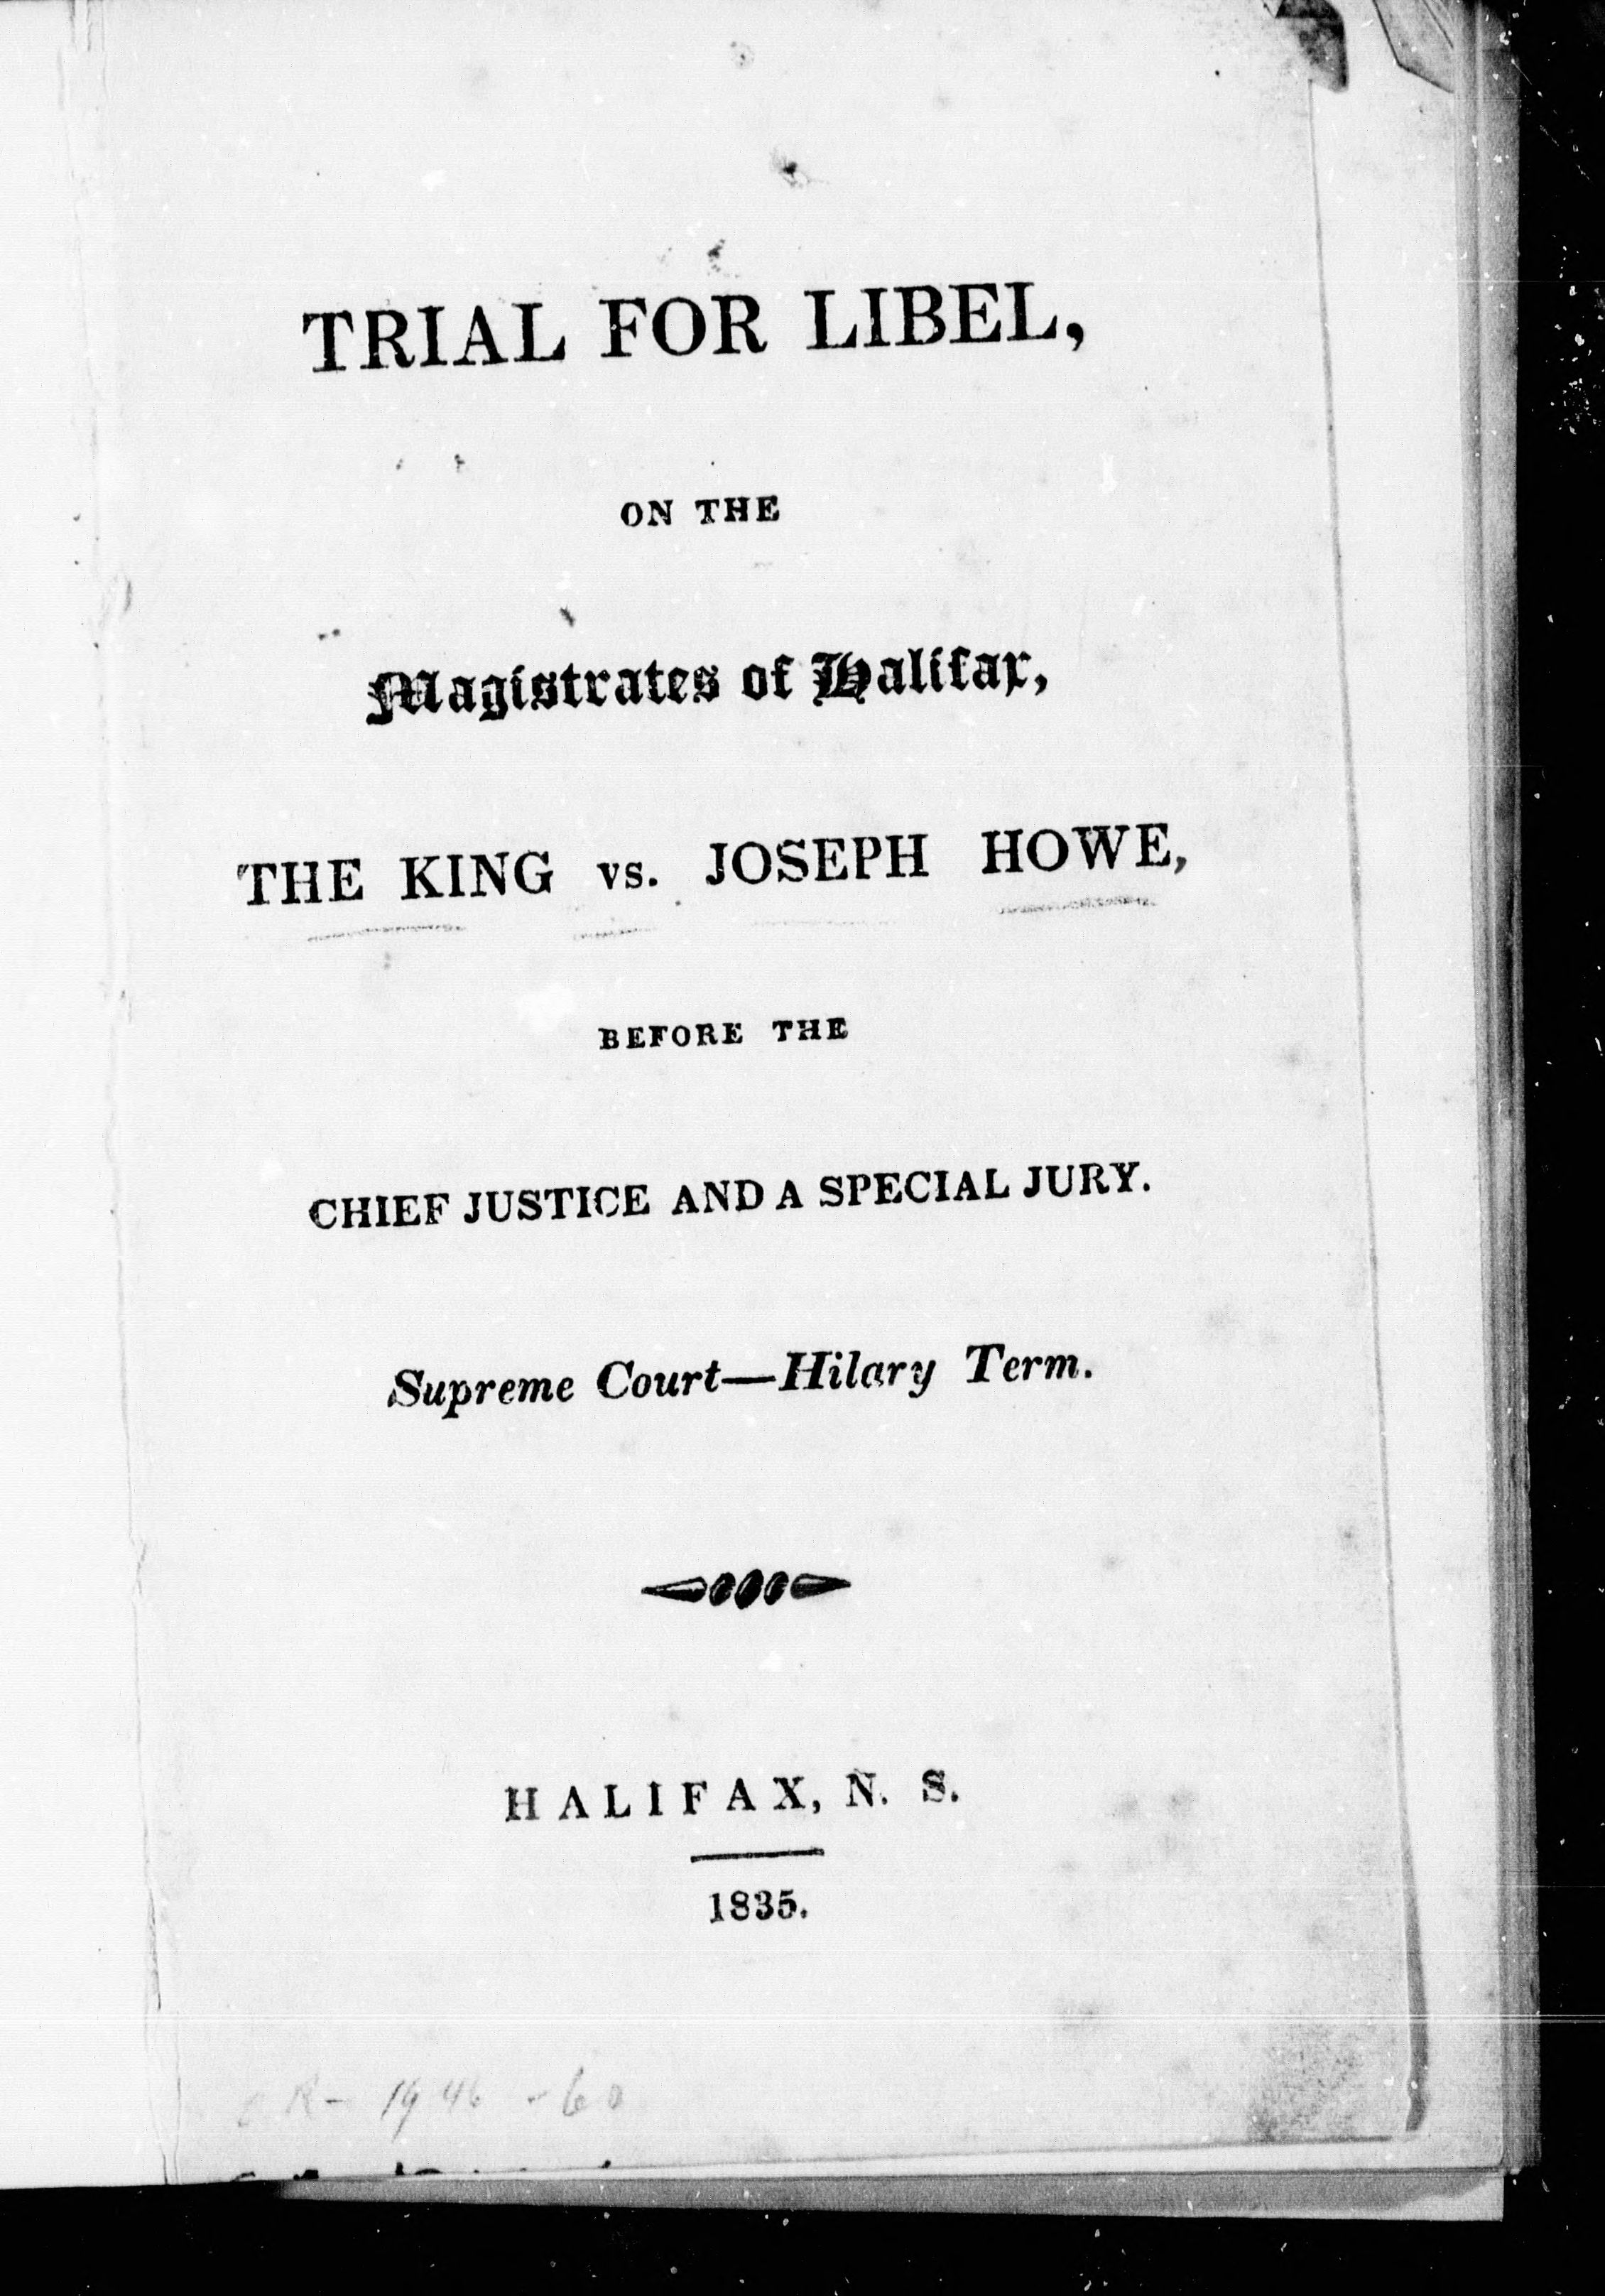 TRIAL FOR LIBEL,
ON THE
Magistrates of Halifax,
THE KING vs. JOSEPH HOWE,
BEFORE THE
CHIEF JUSTICE AND A SPECIAL JURY.
Supreme Court—Hilary Term.
HALIFAX, N. S.
1835.